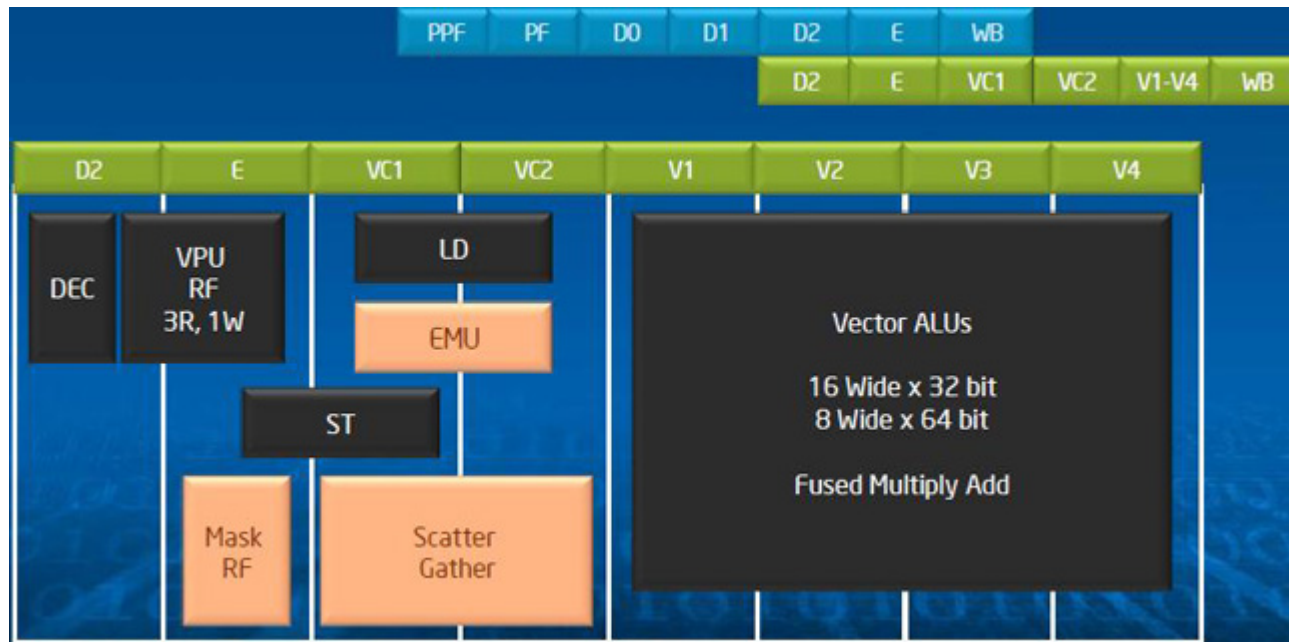 PPF PF D0 D1 D2 E WB
D2 E VC1 VC2 V1-V4 WB
D2 E VC1 VC2 V1 V2 V3 V4
DEC
VPU
RF
3R, 1W
LD
EMU
ST
Mask
RF
Scatter
Gather
Vector ALUs
16 Wide x 32 bit
8 Wide x 64 bit
Fused Multiply Add